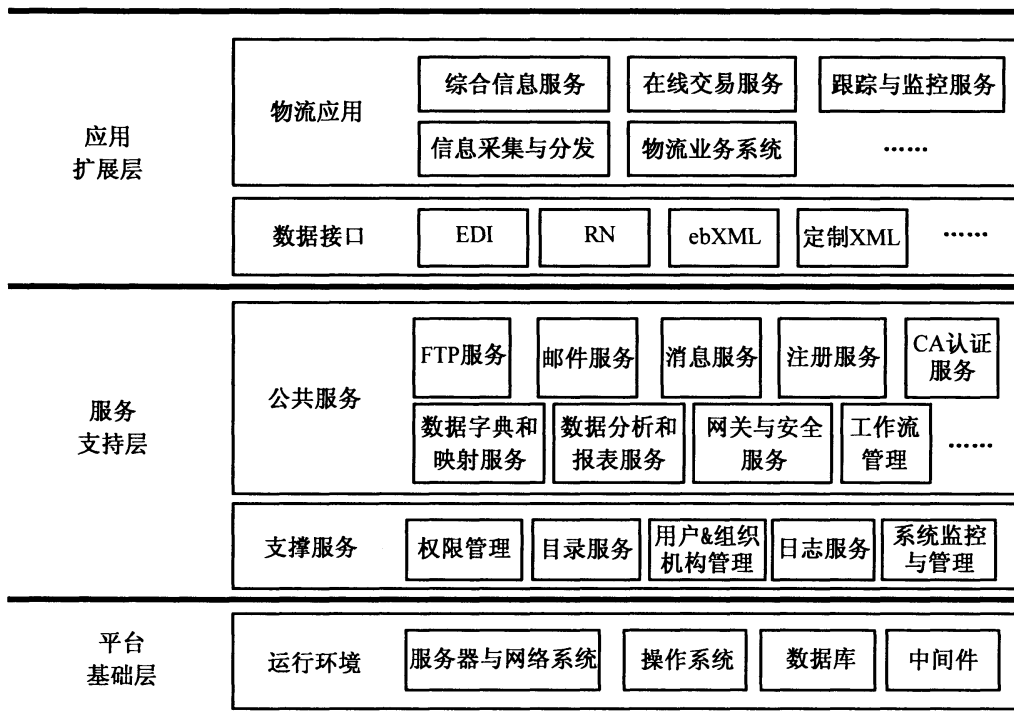 应用
扩展层
物流应用
综合信息服务
在线交易服务
跟踪与监控服务
信息采集与分发
物流业务系统
……
数据接口
EDI
RN
ebXML
定制XML
……
服务
支持层
公共服务
FTP服务
邮件服务
消息服务
注册服务
CA认证
服务
数据字典和
映射服务
数据分析和
报表服务
网关与安全
服务
工作流
管理
……
支撑服务
权限管理
目录服务
用户&组织
机构管理
日志服务
系统监控
与管理
平台
基础层
运行环境
服务器与网络系统
操作系统
数据库
中间件